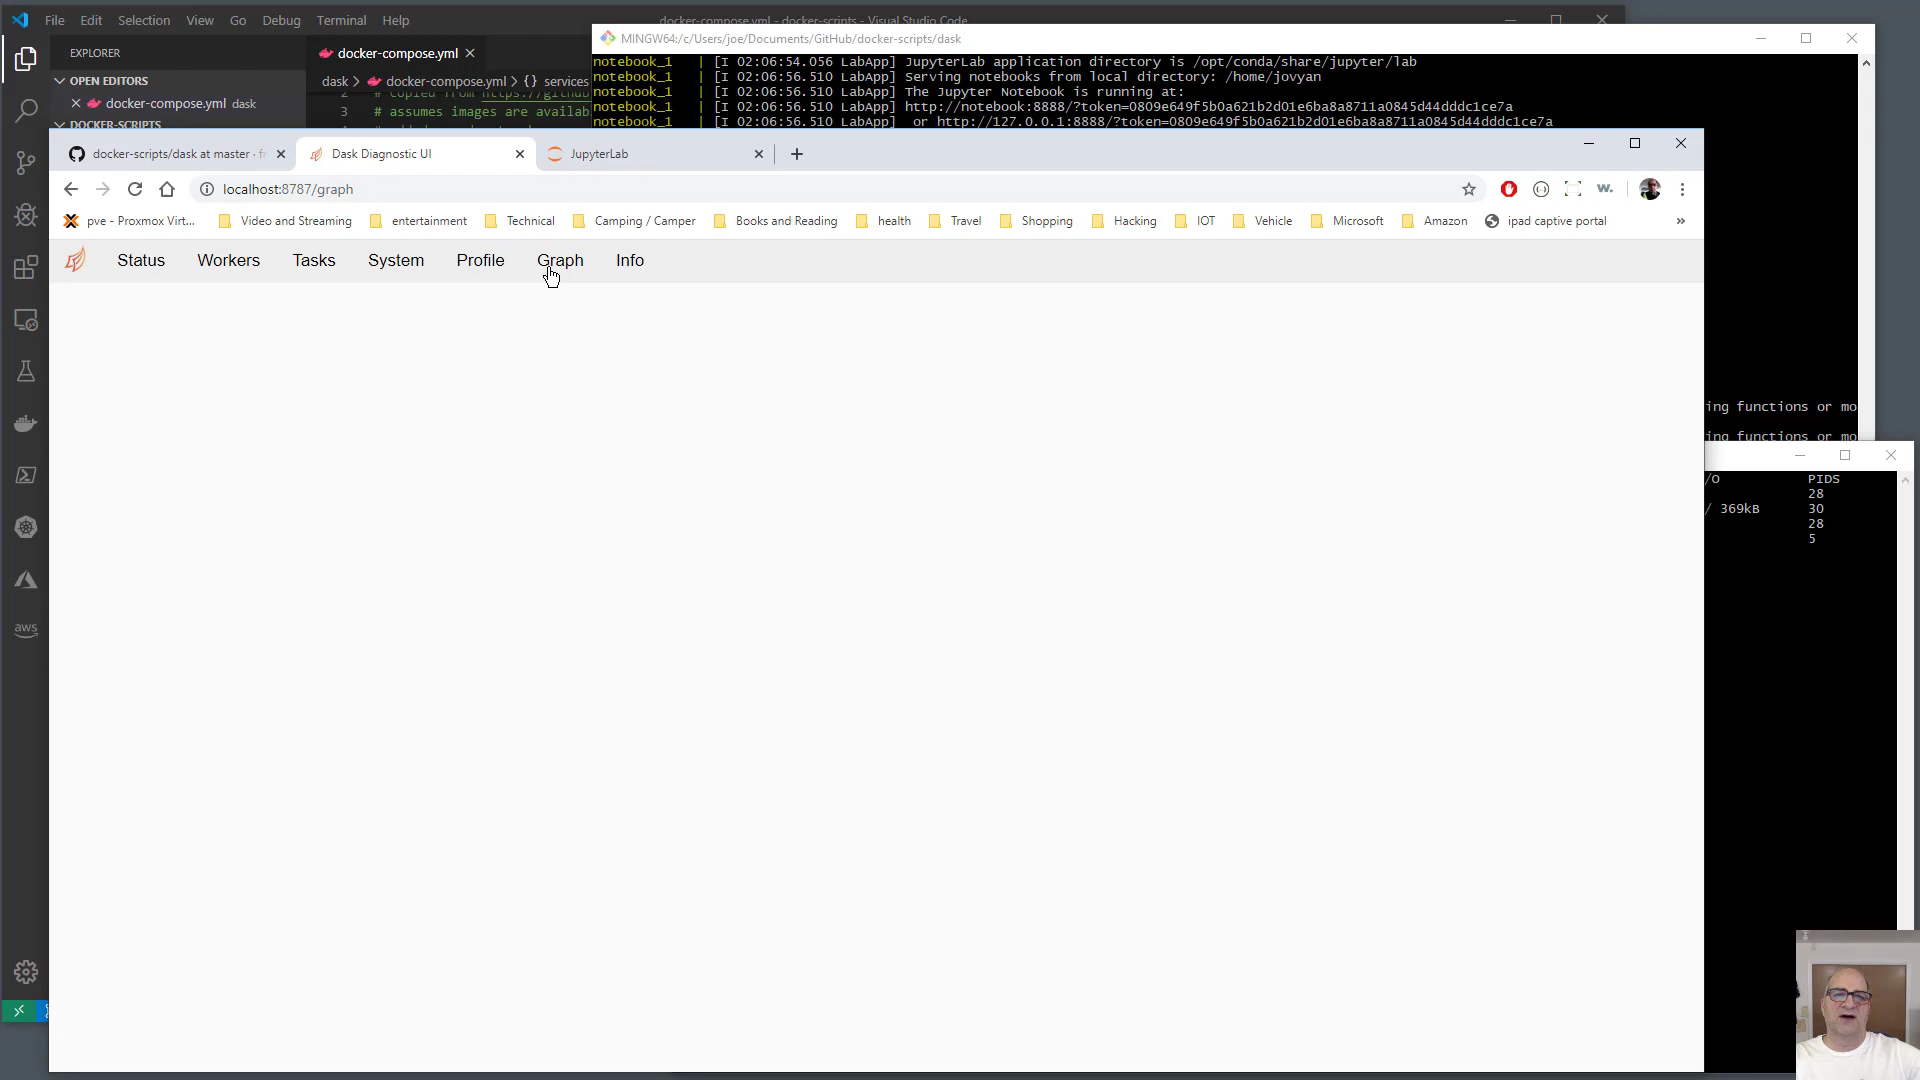 File Edit Selection View Go Debug Terminal Help
docker-compose.yml - docker-scripts - Visual Studio Code
EXPLORER
OPEN EDITORS
docker-compose.yml dask
DOCKER-SCRIPTS
docker-compose.yml
dask > docker-compose.yml > {} services
3 # assumes images are availab
MINGW64:/c/Users/joe/Documents/GitHub/docker-scripts/dask
notebook_1 | [I 02:06:54.056 LabApp] JupyterLab application directory is /opt/conda/share/jupyter/lab
notebook_1 | [I 02:06:56.510 LabApp] Serving notebooks from local directory: /home/jovyan
notebook_1 | [I 02:06:56.510 LabApp] The Jupyter Notebook is running at:
notebook_1 | [I 02:06:56.510 LabApp] http://notebook:8888/?token=0809e649f5b0a621b2d01e6ba8a8711a0845d44dddc1ce7a
notebook_1 | [I 02:06:56.510 LabApp]  or http://127.0.0.1:8888/?token=0809e649f5b0a621b2d01e6ba8a8711a0845d44dddc1ce7a
docker-scripts/dask at master · fr
Dask Diagnostic UI
JupyterLab
localhost:8787/graph
pve - Proxmox Virt... Video and Streaming entertainment Technical Camping / Camper Books and Reading health Travel Shopping Hacking IOT Vehicle Microsoft Amazon ipad captive portal »
Status Workers Tasks System Profile Graph Info
ing functions or mo
ing functions or mo
/O PIDS
28
/ 369kB 30
28
5
aws
w.